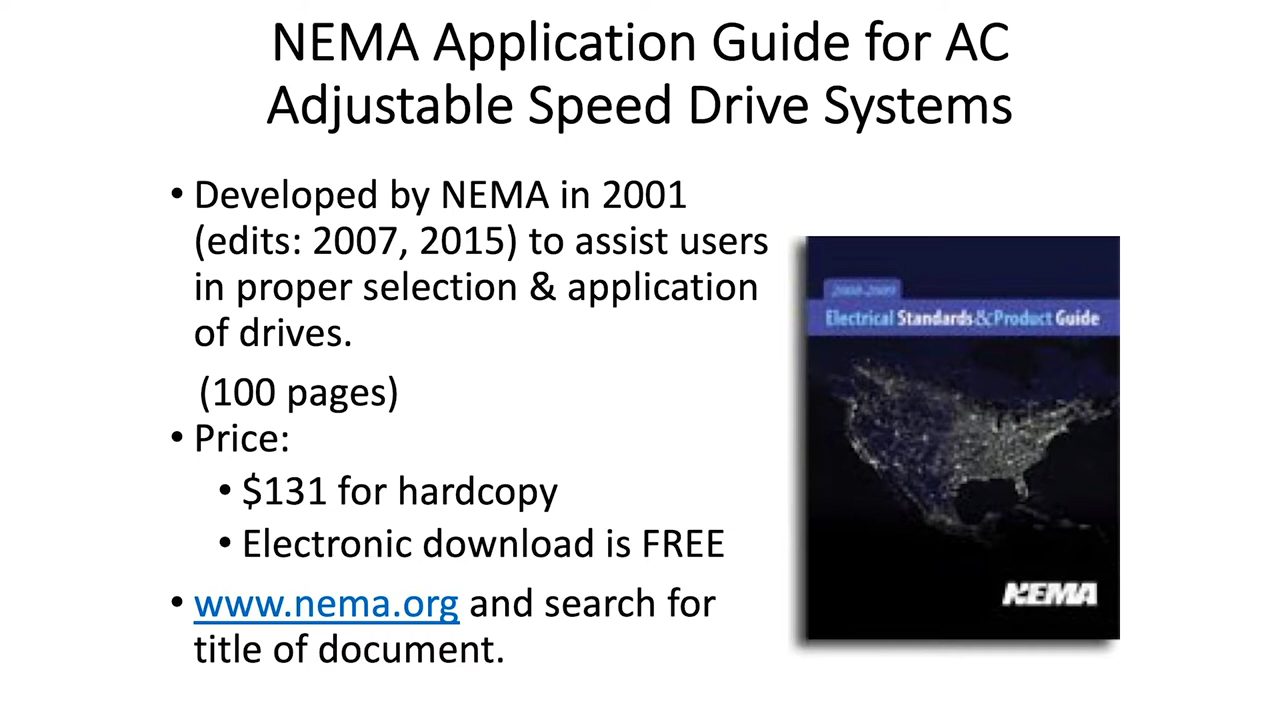 NEMA Application Guide for AC
Adjustable Speed Drive Systems
• Developed by NEMA in 2001
(edits: 2007, 2015) to assist users
in proper selection & application
of drives.
(100 pages)
• Price:
• $131 for hardcopy
• Electronic download is FREE
• www.nema.org and search for
title of document.
2008-2009
Electrical Standards & Product Guide
NEMA